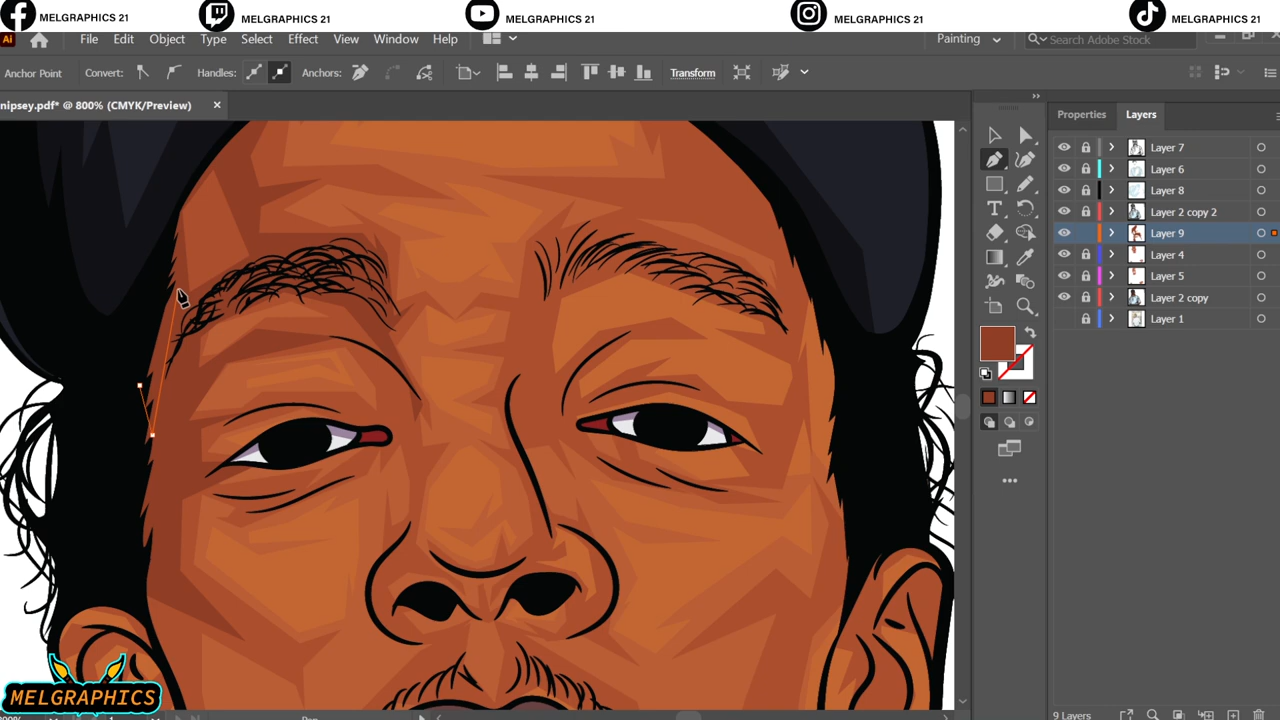 MELGRAPHICS 21
MELGRAPHICS 21
MELGRAPHICS 21
MELGRAPHICS 21
MELGRAPHICS 21
Ai
File Edit Object Type Select Effect View Window Help
Painting
Search Adobe Stock
Anchor Point
Convert:
Handles:
Anchors:
Transform
nipsey.pdf* @ 800% (CMYK/Preview)
Properties
Layers
Layer 7
Layer 6
Layer 8
Layer 2 copy 2
Layer 9
Layer 4
Layer 5
Layer 2 copy
Layer 1
MELGRAPHICS
9 Layers